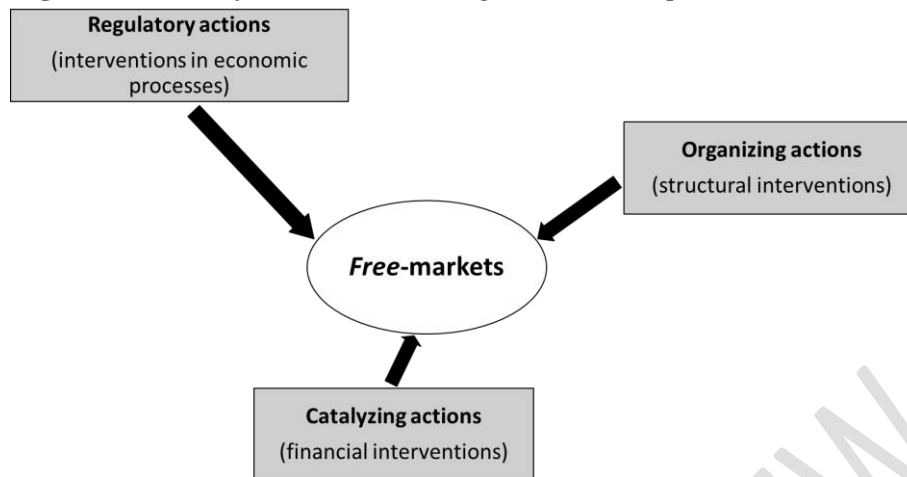 Regulatory actions
(interventions in economic
processes)
Organizing actions
(structural interventions)
Free-markets
Catalyzing actions
(financial interventions)